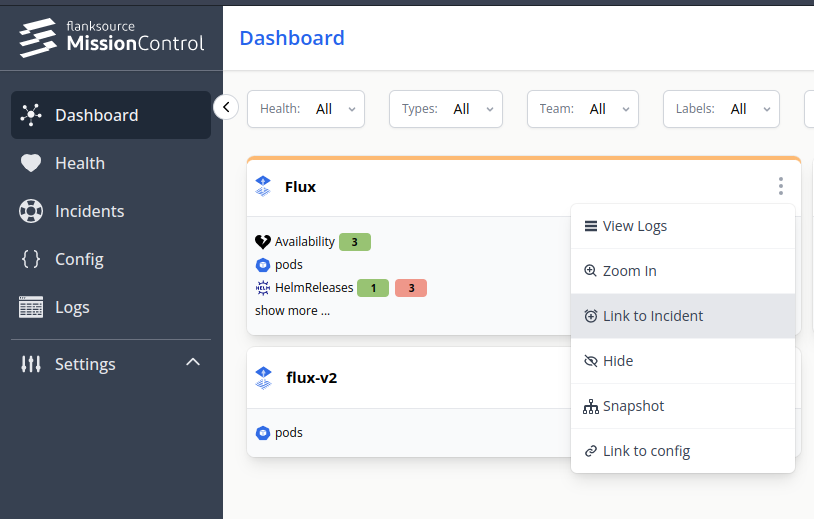 flanksource
MissionControl
Dashboard
Health
Incidents
Config
Logs
Settings
Dashboard
Health: All
Types: All
Team: All
Labels: All
Flux
Availability 3
pods
HELM HelmReleases 1 3
show more ...
flux-v2
pods
View Logs
Zoom In
Link to Incident
Hide
Snapshot
Link to config